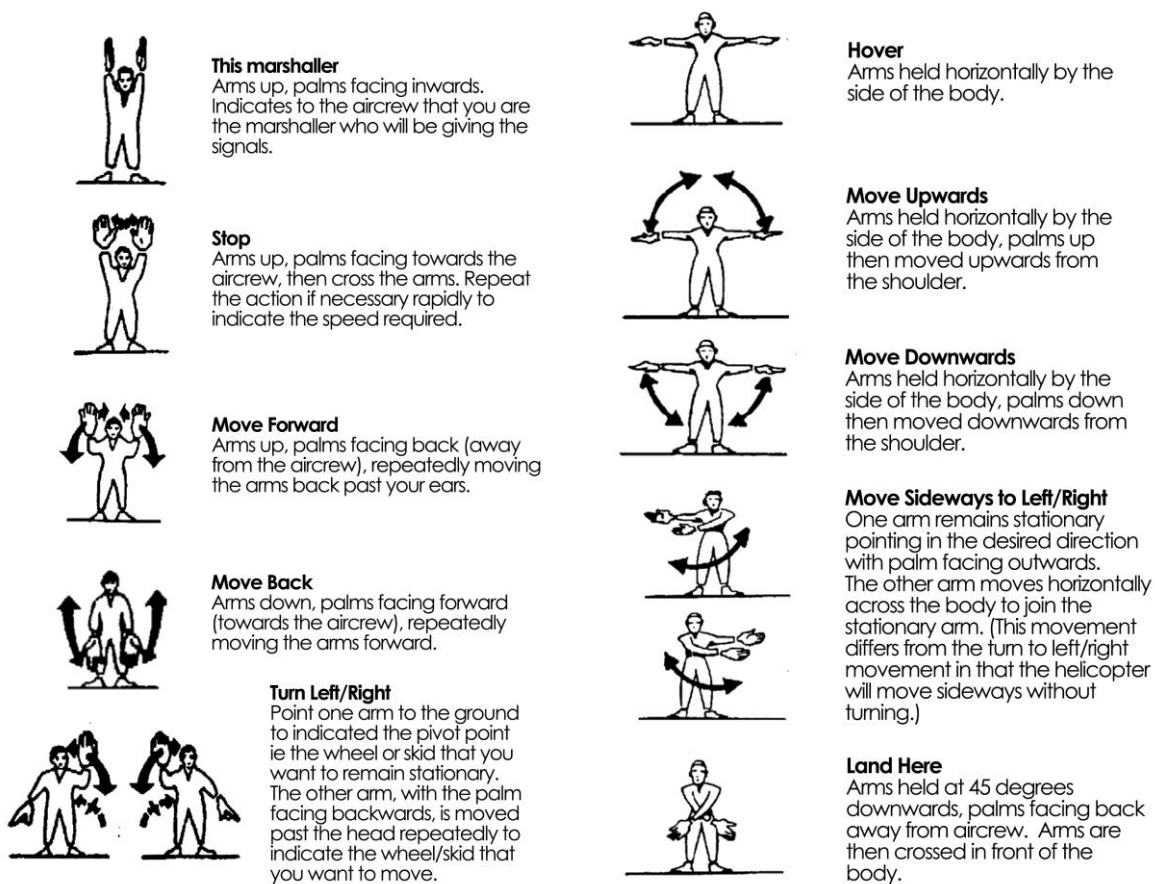 This marshaller
Arms up, palms facing inwards.
Indicates to the aircrew that you are
the marshaller who will be giving the
signals.
Stop
Arms up, palms facing towards the
aircrew, then cross the arms. Repeat
the action if necessary rapidly to
indicate the speed required.
Move Forward
Arms up, palms facing back (away
from the aircrew), repeatedly moving
the arms back past your ears.
Move Back
Arms down, palms facing forward
(towards the aircrew), repeatedly
moving the arms forward.
Turn Left/Right
Point one arm to the ground
to indicated the pivot point
ie the wheel or skid that you
want to remain stationary.
The other arm, with the palm
facing backwards, is moved
past the head repeatedly to
indicate the wheel/skid that
you want to move.
Hover
Arms held horizontally by the
side of the body.
Move Upwards
Arms held horizontally by the
side of the body, palms up
then moved upwards from
the shoulder.
Move Downwards
Arms held horizontally by the
side of the body, palms down
then moved downwards from
the shoulder.
Move Sideways to Left/Right
One arm remains stationary
pointing in the desired direction
with palm facing outwards.
The other arm moves horizontally
across the body to join the
stationary arm. (This movement
differs from the turn to left/right
movement in that the helicopter
will move sideways without
turning.)
Land Here
Arms held at 45 degrees
downwards, palms facing back
away from aircrew. Arms are
then crossed in front of the
body.